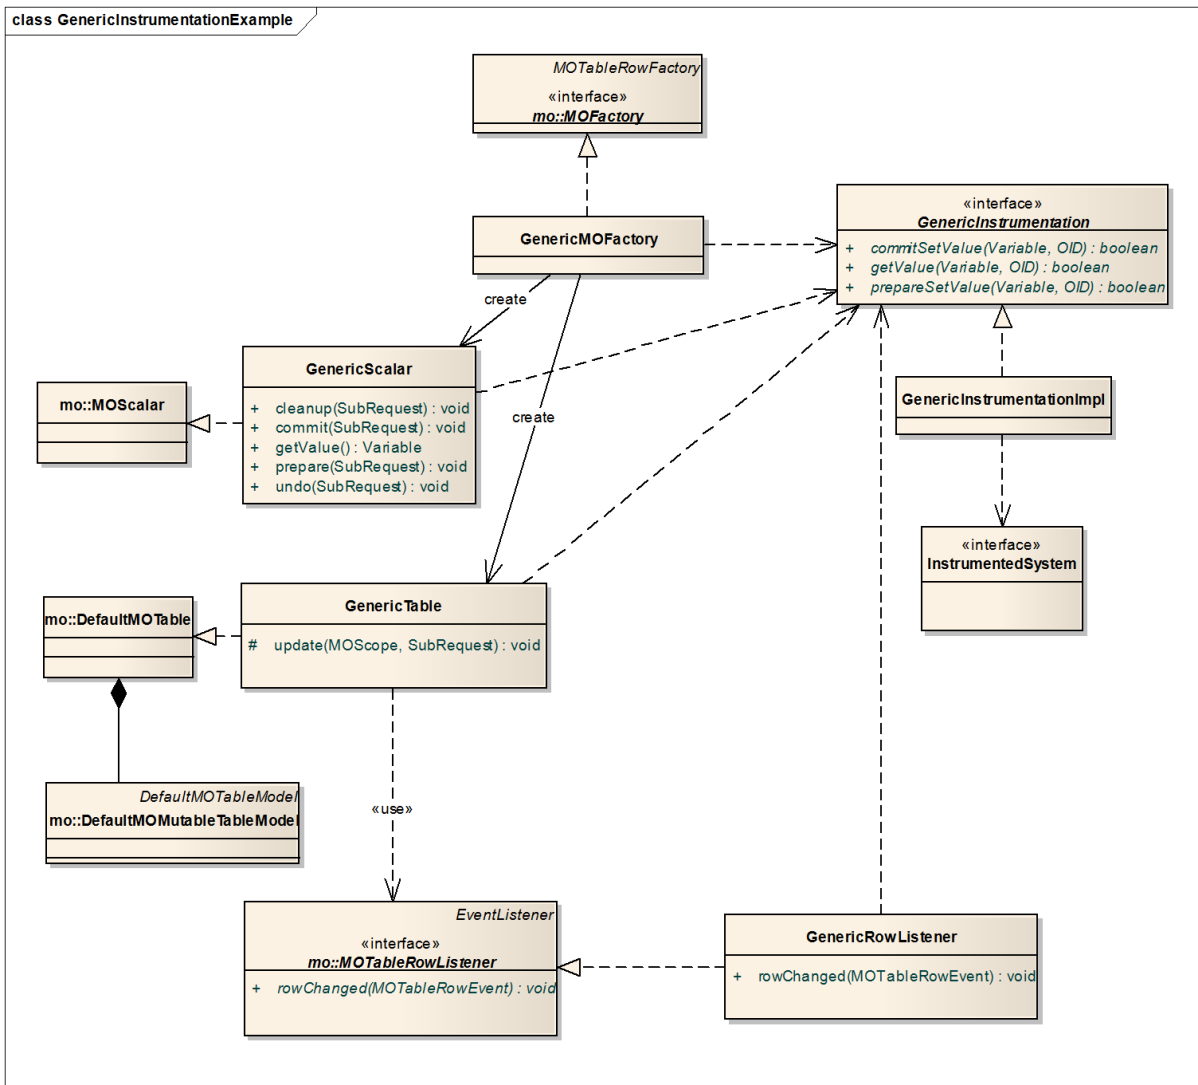 class GenericInstrumentationExample
MOTableRowFactory
«interface»
mo::MOFactory
«interface»
GenericInstrumentation
+ commitSetValue(Variable, OID) : boolean
+ getValue(Variable, OID) : boolean
+ prepareSetValue(Variable, OID) : boolean
GenericMOFactory
create
GenericScalar
+ cleanup(SubRequest) : void
+ commit(SubRequest) : void
+ getValue() : Variable
+ prepare(SubRequest) : void
+ undo(SubRequest) : void
mo::MOScalar
GenericInstrumentationImpl
create
«interface»
InstrumentedSystem
GenericTable
# update(MOScope, SubRequest) : void
mo::DefaultMOTable
DefaultMOTableModel
mo::DefaultMOMutableTableModel
«use»
EventListener
«interface»
mo::MOTableRowListener
+ rowChanged(MOTableRowEvent) : void
GenericRowListener
+ rowChanged(MOTableRowEvent) : void